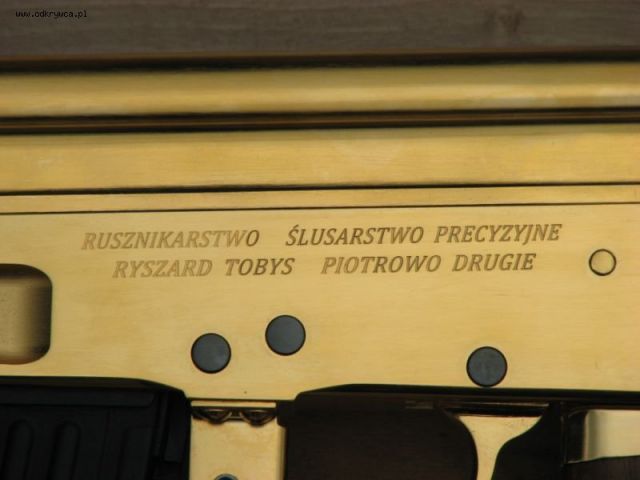 www.odkrywca.pl
RUSZNIKARSTWO ŚLUSARSTWO PRECYZYJNE
RYSZARD TOBYS PIOTROWO DRUGIE